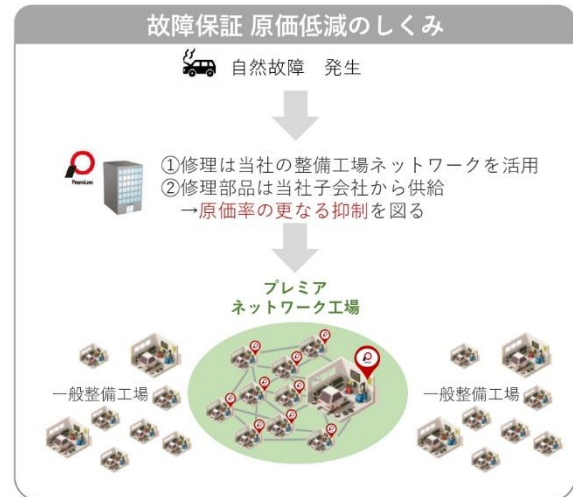 故障保証 原価低減のしくみ
自然故障　発生
Premium
①修理は当社の整備工場ネットワークを活用
②修理部品は当社子会社から供給
→原価率の更なる抑制を図る
プレミア
ネットワーク工場
一般整備工場
一般整備工場